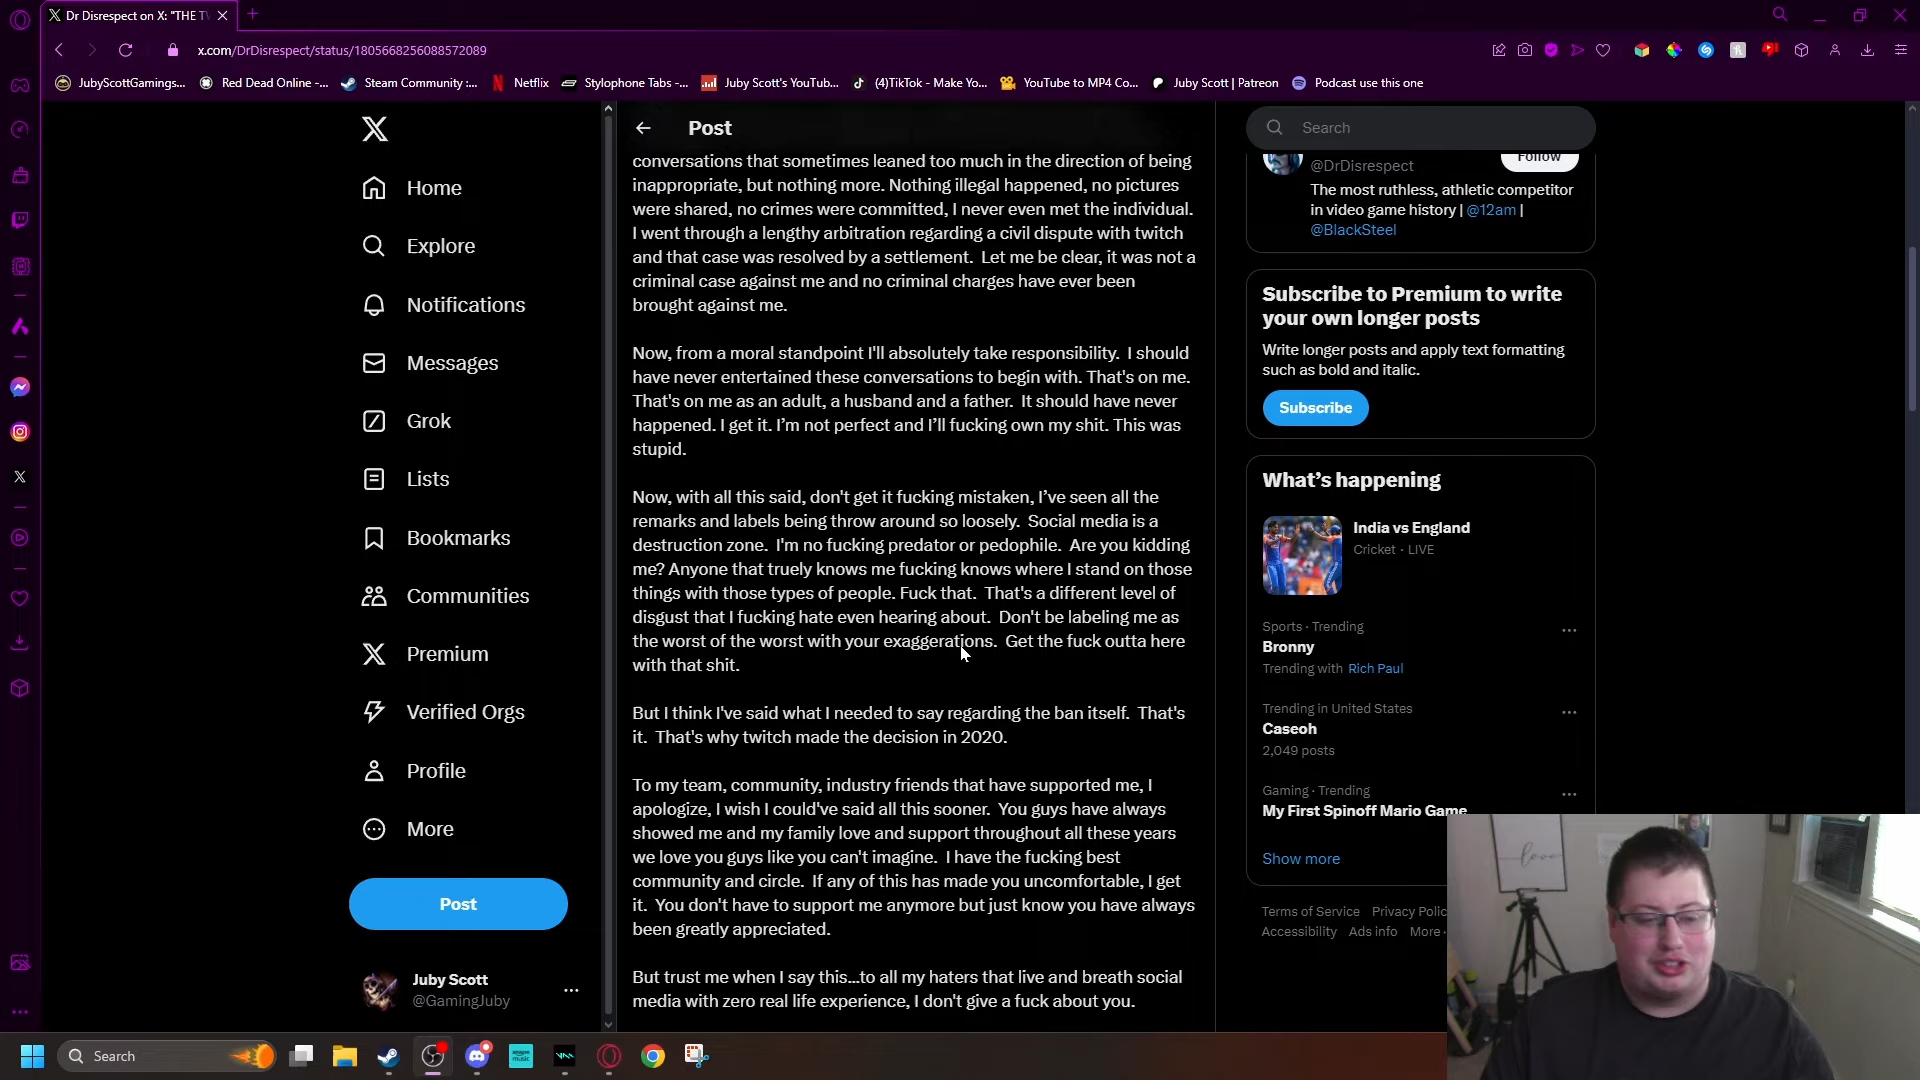 Dr Disrespect on X: "THE TV
x.com/DrDisrespect/status/1805668256088572089
JubyScottGamings...
Red Dead Online -...
Steam Community :...
Netflix
Stylophone Tabs -...
Juby Scott's YouTub...
(4)TikTok - Make Yo...
YouTube to MP4 Co...
Juby Scott | Patreon
Podcast use this one
Home
Explore
Notifications
Messages
Grok
Lists
Bookmarks
Communities
Premium
Verified Orgs
Profile
More
Post
Juby Scott
@GamingJuby
Post
conversations that sometimes leaned too much in the direction of being
inappropriate, but nothing more. Nothing illegal happened, no pictures
were shared, no crimes were committed, I never even met the individual.
I went through a lengthy arbitration regarding a civil dispute with twitch
and that case was resolved by a settlement.  Let me be clear, it was not a
criminal case against me and no criminal charges have ever been
brought against me.
Now, from a moral standpoint I'll absolutely take responsibility.  I should
have never entertained these conversations to begin with. That's on me.
That's on me as an adult, a husband and a father.  It should have never
happened. I get it. I’m not perfect and I’ll fucking own my shit. This was
stupid.
Now, with all this said, don't get it fucking mistaken, I’ve seen all the
remarks and labels being throw around so loosely.  Social media is a
destruction zone.  I'm no fucking predator or pedophile.  Are you kidding
me? Anyone that truely knows me fucking knows where I stand on those
things with those types of people. Fuck that.  That's a different level of
disgust that I fucking hate even hearing about.  Don't be labeling me as
the worst of the worst with your exaggerations.  Get the fuck outta here
with that shit.
But I think I've said what I needed to say regarding the ban itself.  That's
it.  That's why twitch made the decision in 2020.
To my team, community, industry friends that have supported me, I
apologize, I wish I could've said all this sooner.  You guys have always
showed me and my family love and support throughout all these years
we love you guys like you can't imagine.  I have the fucking best
community and circle.  If any of this has made you uncomfortable, I get
it.  You don't have to support me anymore but just know you have always
been greatly appreciated.
But trust me when I say this...to all my haters that live and breath social
media with zero real life experience, I don't give a fuck about you.
Search
@DrDisrespect
Follow
The most ruthless, athletic competitor
in video game history | @12am |
@BlackSteel
Subscribe to Premium to write
your own longer posts
Write longer posts and apply text formatting
such as bold and italic.
Subscribe
What’s happening
India vs England
Cricket · LIVE
Sports · Trending
Bronny
Trending with Rich Paul
Trending in United States
Caseoh
2,049 posts
Gaming · Trending
My First Spinoff Mario Game
Show more
Terms of Service Privacy Polic
Accessibility Ads info More
love
Search
amazon music